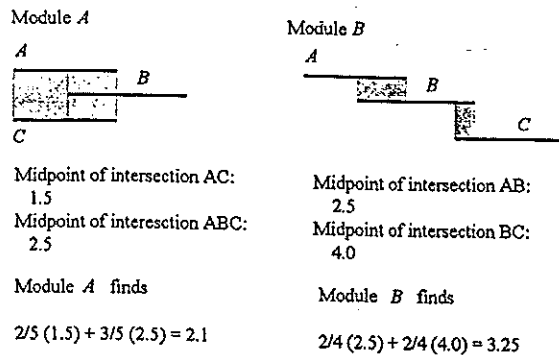 Module A
A
B
C
Midpoint of intersection AC:
1.5
Midpoint of interesction ABC:
2.5
Module A finds
2/5 (1.5) + 3/5 (2.5) = 2.1
Module B
A
B
C
Midpoint of intersection AB:
2.5
Midpoint of intersection BC:
4.0
Module B finds
2/4 (2.5) + 2/4 (4.0) = 3.25